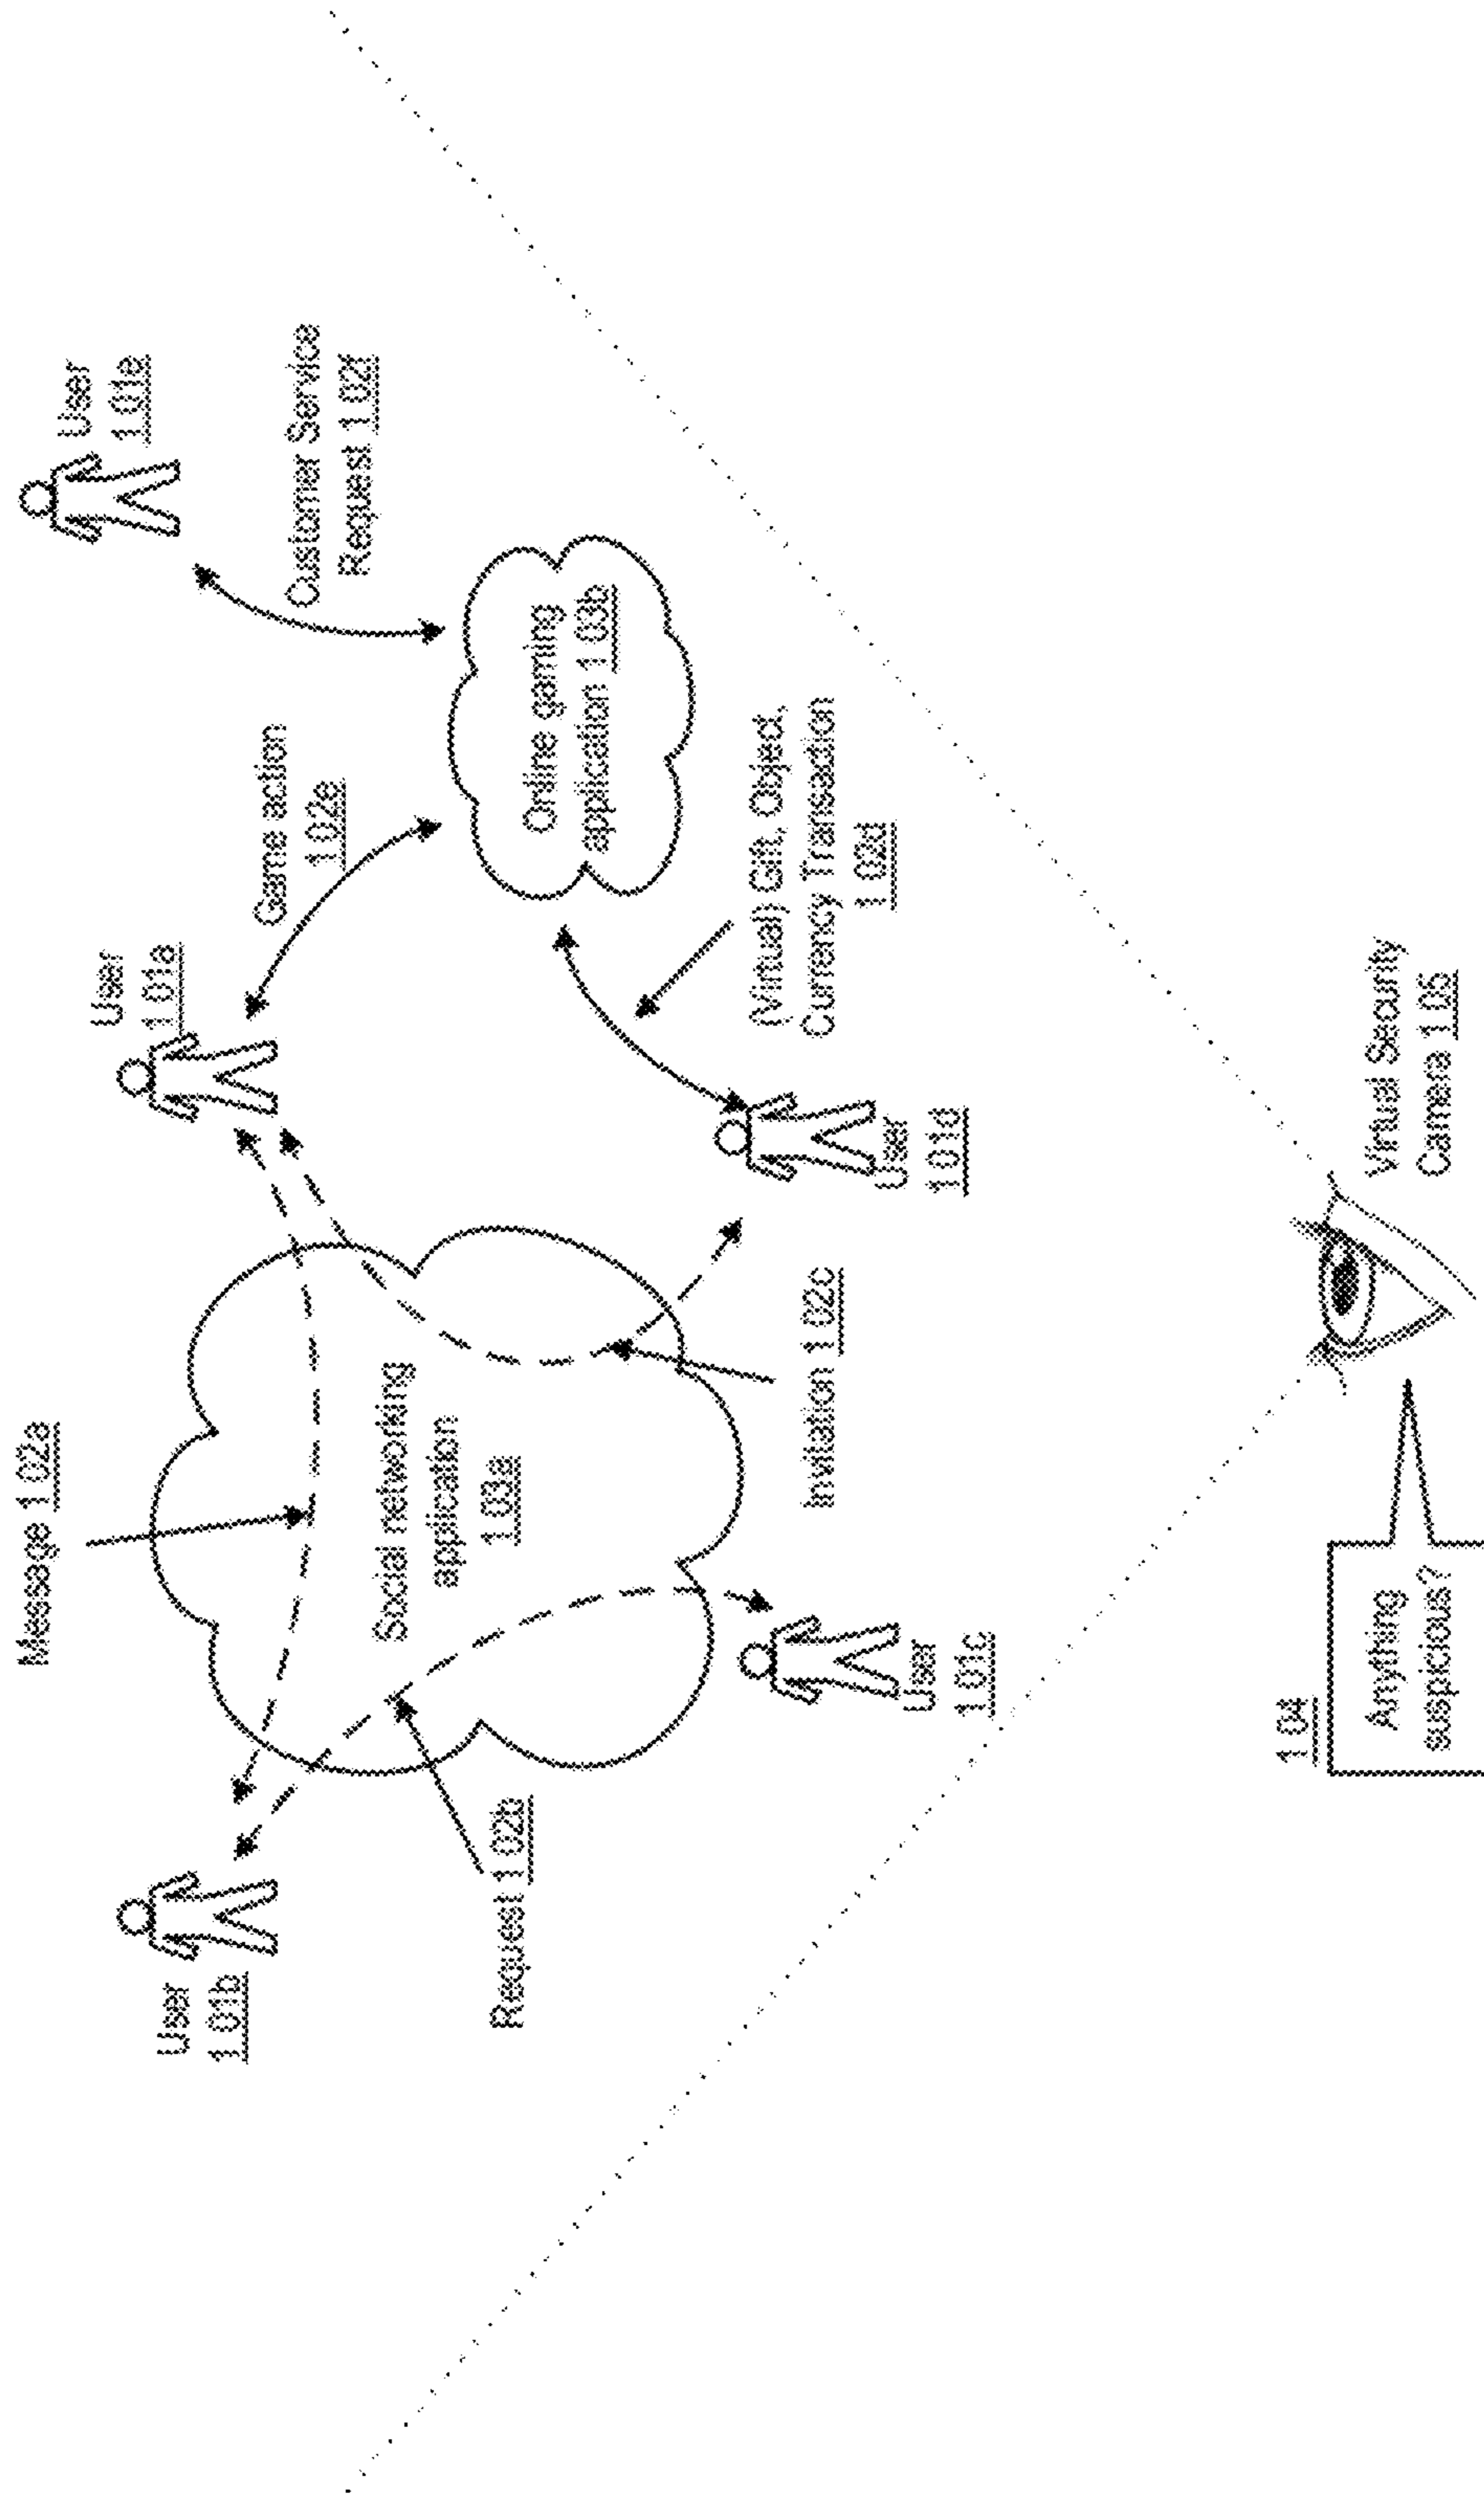 Message 102a
User
101b
User
101a
User
101e
Game action
102e
Customer Service
Request 102f
Social networking
application
103a
Online gaming
application 103b
Request 102b
User
101c
Invitation 102c
User
101d
(Virtual) Gift, Object,
Currency Transaction
102d
104
Anything
suspicious?
Virtual Security
Camera 105